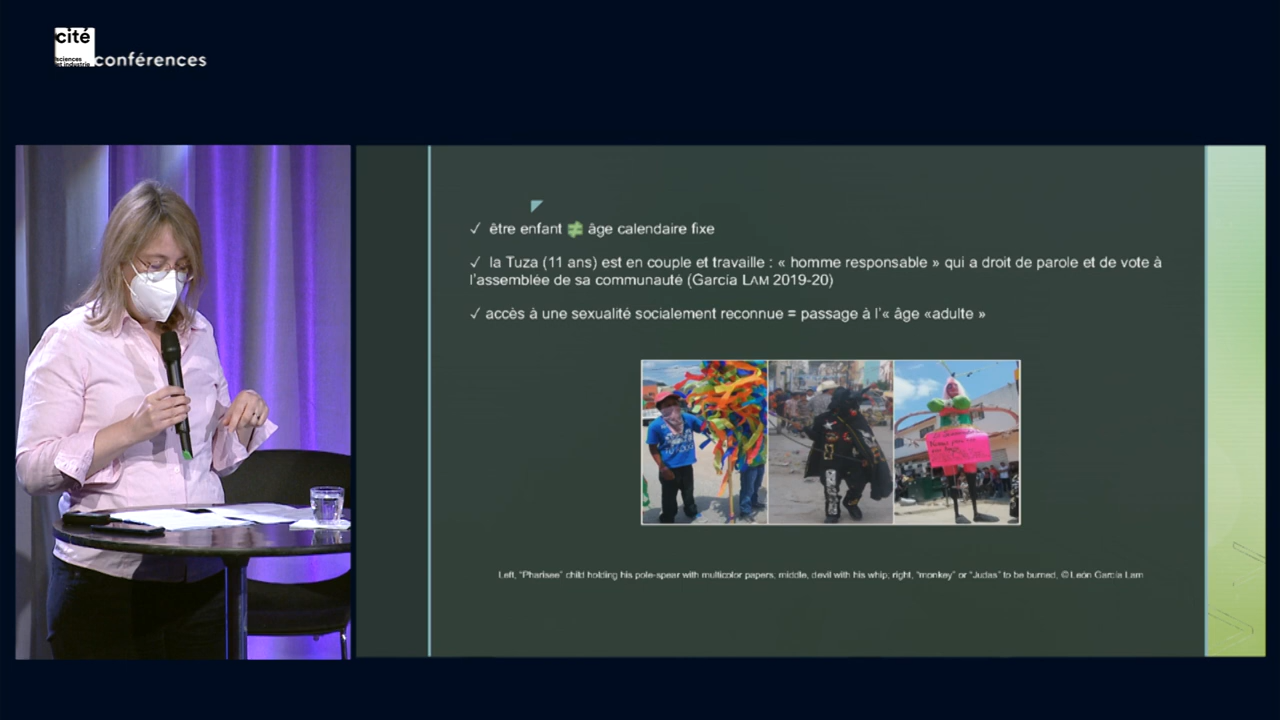 cité
sciences
et industrie
conférences
✓ être enfant ≠ âge calendaire fixe
✓ la Tuza (11 ans) est en couple et travaille : « homme responsable » qui a droit de parole et de vote à
l'assemblée de sa communauté (García LAM 2019-20)
✓ accès à une sexualité socialement reconnue = passage à l'« âge «adulte »
Left, "Pharisee" child holding his pole-spear with multicolor papers, middle, devil with his whip; right, "monkey" or "Judas" to be burned, © León García Lam